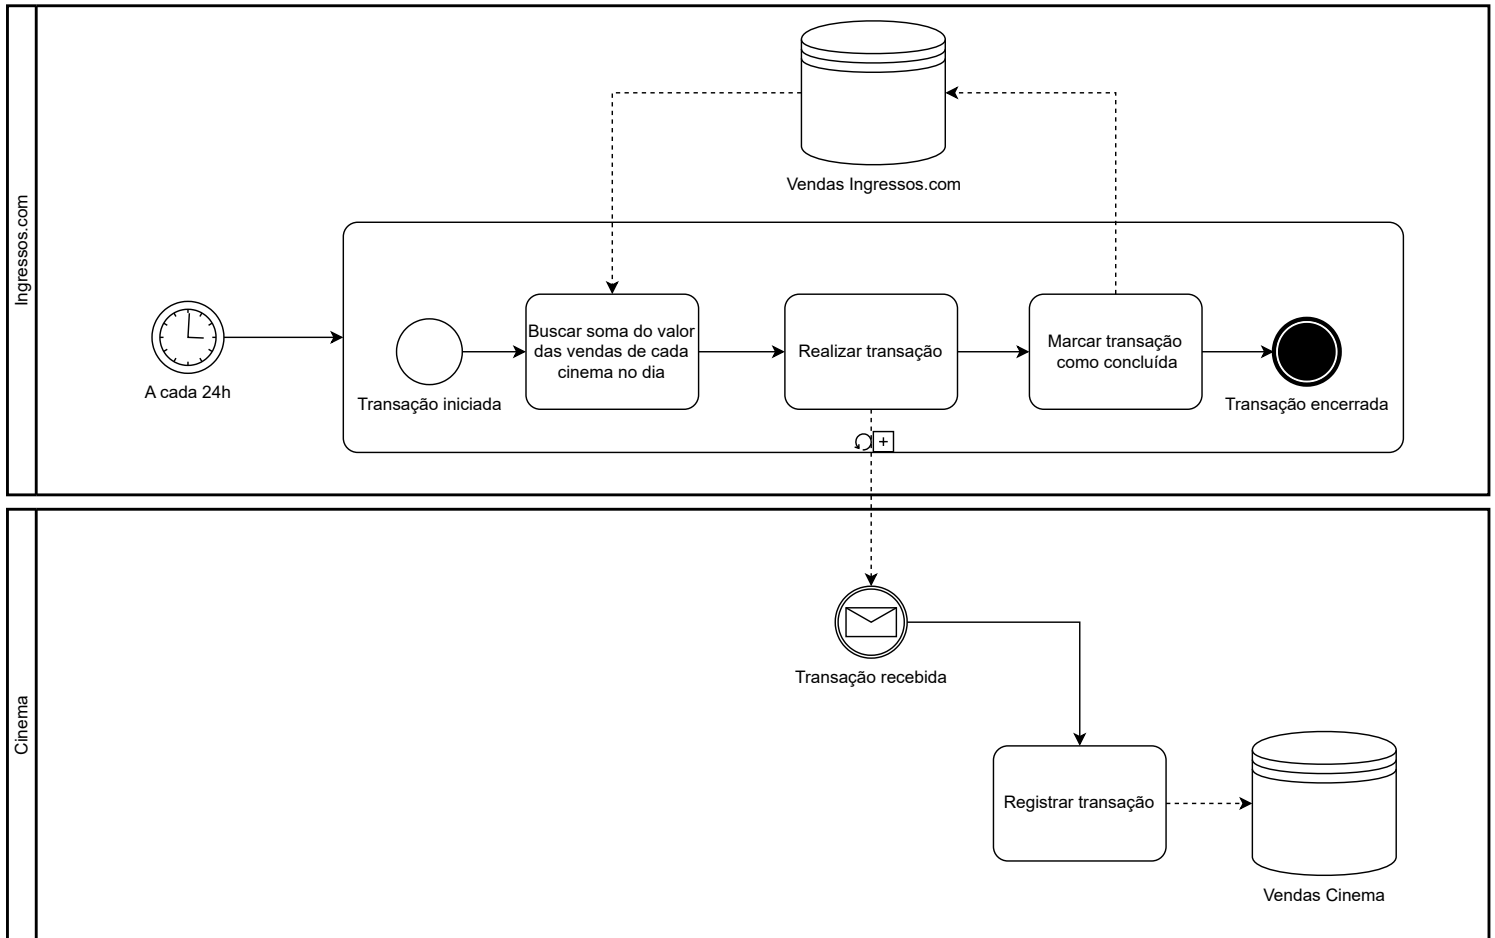 Ingressos.com
Vendas Ingressos.com
A cada 24h
Transação iniciada
Buscar soma do valor
das vendas de cada
cinema no dia
Realizar transação
Marcar transação
como concluída
Transação encerrada
Cinema
Transação recebida
Registrar transação
Vendas Cinema